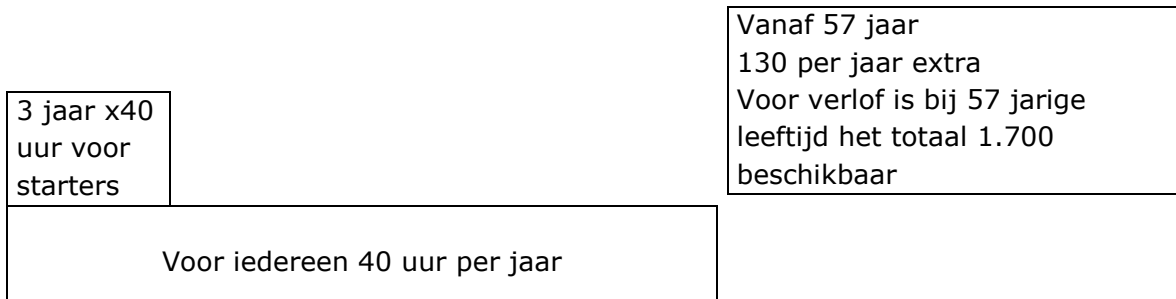 Vanaf 57 jaar
130 per jaar extra
Voor verlof is bij 57 jarige
leeftijd het totaal 1.700
beschikbaar
3 jaar x40
uur voor
starters
Voor iedereen 40 uur per jaar